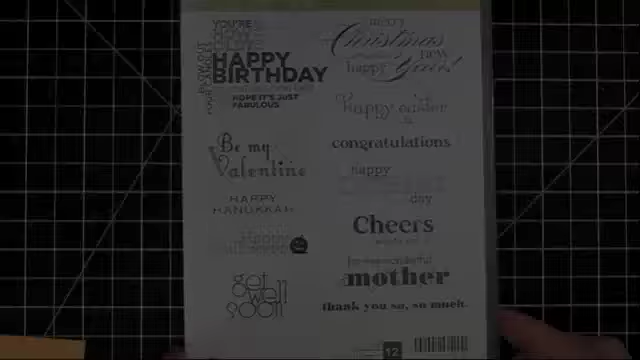 YOU'RE
HAPPY
BIRTHDAY
HOPE IT'S JUST
FABULOUS
merry
Christmas
new
happy Year!
happy easter
Be my
Valentine
congratulations
happy
day
HAPPY
HANUKKAH
Cheers
happy
get
well
soon
mother
thank you so, so much.
12